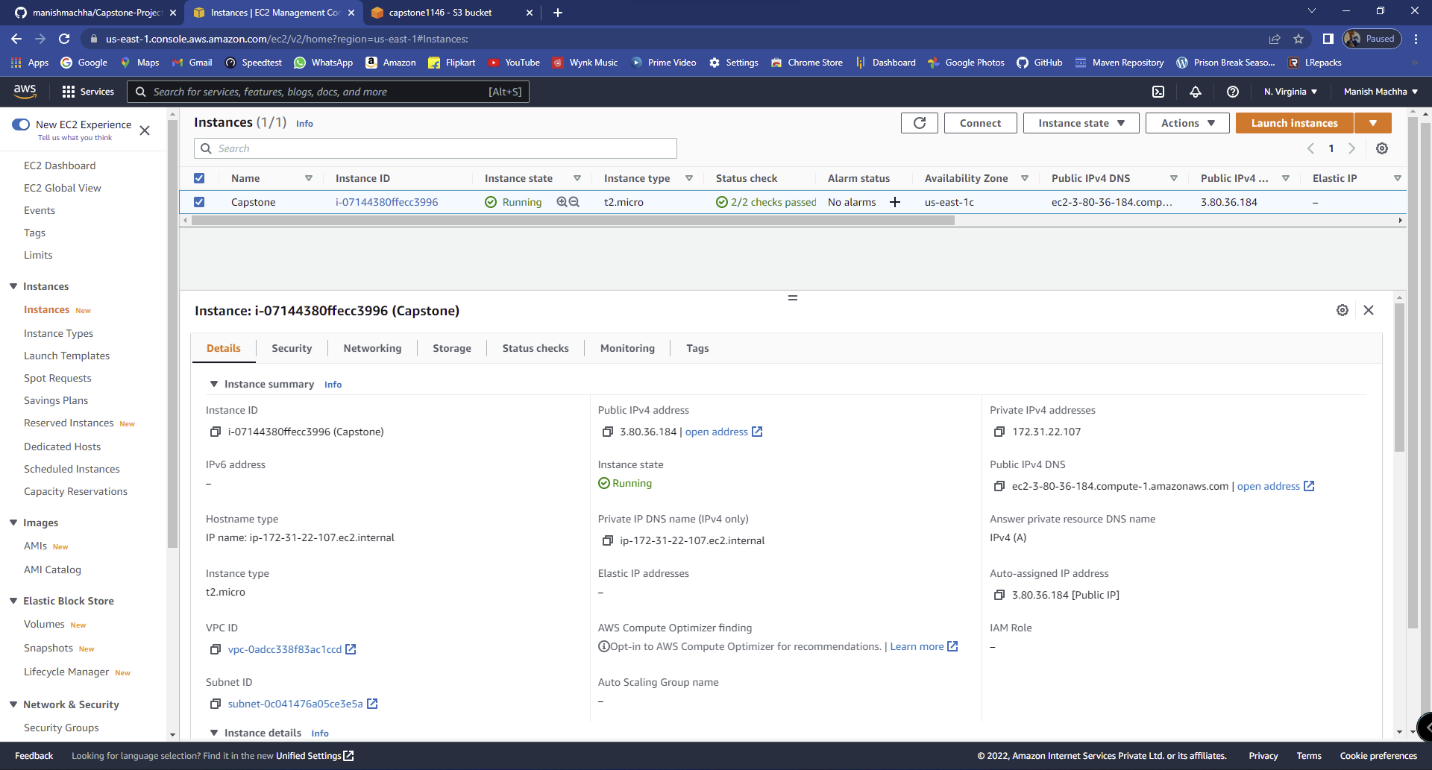 manishmachha/Capstone-Project
Instances | EC2 Management Con
capstone1146 - S3 bucket
us-east-1.console.aws.amazon.com/ec2/v2/home?region=us-east-1#Instances:
Paused
Apps Google Maps Gmail Speedtest WhatsApp Amazon Flipkart YouTube Wynk Music Prime Video Settings Chrome Store Dashboard Google Photos GitHub Maven Repository Prison Break Seaso... LRepacks
aws Services Search for services, features, blogs, docs, and more [Alt+S] N. Virginia Manish Machha
New EC2 Experience
Tell us what you think
EC2 Dashboard
EC2 Global View
Events
Tags
Limits
Instances
Instances New
Instance Types
Launch Templates
Spot Requests
Savings Plans
Reserved Instances New
Dedicated Hosts
Scheduled Instances
Capacity Reservations
Images
AMIs New
AMI Catalog
Elastic Block Store
Volumes New
Snapshots New
Lifecycle Manager New
Network & Security
Security Groups
Instances (1/1) Info
Connect Instance state Actions Launch instances
Search
1
Name Instance ID Instance state Instance type Status check Alarm status Availability Zone Public IPv4 DNS Public IPv4 ... Elastic IP
Capstone i-07144380ffecc3996 Running t2.micro 2/2 checks passed No alarms + us-east-1c ec2-3-80-36-184.comp... 3.80.36.184 –
Instance: i-07144380ffecc3996 (Capstone)
Details Security Networking Storage Status checks Monitoring Tags
Instance summary Info
Instance ID
i-07144380ffecc3996 (Capstone)
Public IPv4 address
3.80.36.184 | open address
Private IPv4 addresses
172.31.22.107
IPv6 address
–
Instance state
Running
Public IPv4 DNS
ec2-3-80-36-184.compute-1.amazonaws.com | open address
Hostname type
IP name: ip-172-31-22-107.ec2.internal
Private IP DNS name (IPv4 only)
ip-172-31-22-107.ec2.internal
Answer private resource DNS name
IPv4 (A)
Instance type
t2.micro
Elastic IP addresses
–
Auto-assigned IP address
3.80.36.184 [Public IP]
VPC ID
vpc-0adcc338f83ac1ccd
AWS Compute Optimizer finding
Opt-in to AWS Compute Optimizer for recommendations. | Learn more
IAM Role
–
Subnet ID
subnet-0c041476a05ce3e5a
Auto Scaling Group name
–
Instance details Info
Feedback Looking for language selection? Find it in the new Unified Settings © 2022, Amazon Internet Services Private Ltd. or its affiliates. Privacy Terms Cookie preferences